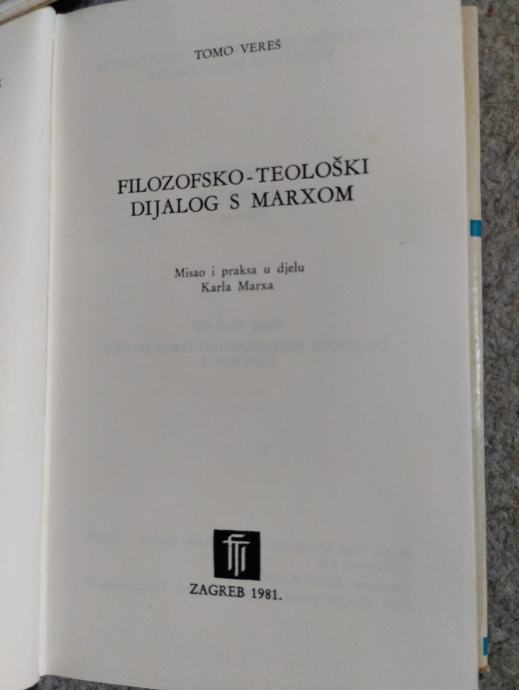 TOMO VEREŠ
FILOZOFSKO-TEOLOŠKI
DIJALOG S MARXOM
Misao i praksa u djelu
Karla Marxa
ZAGREB 1981.